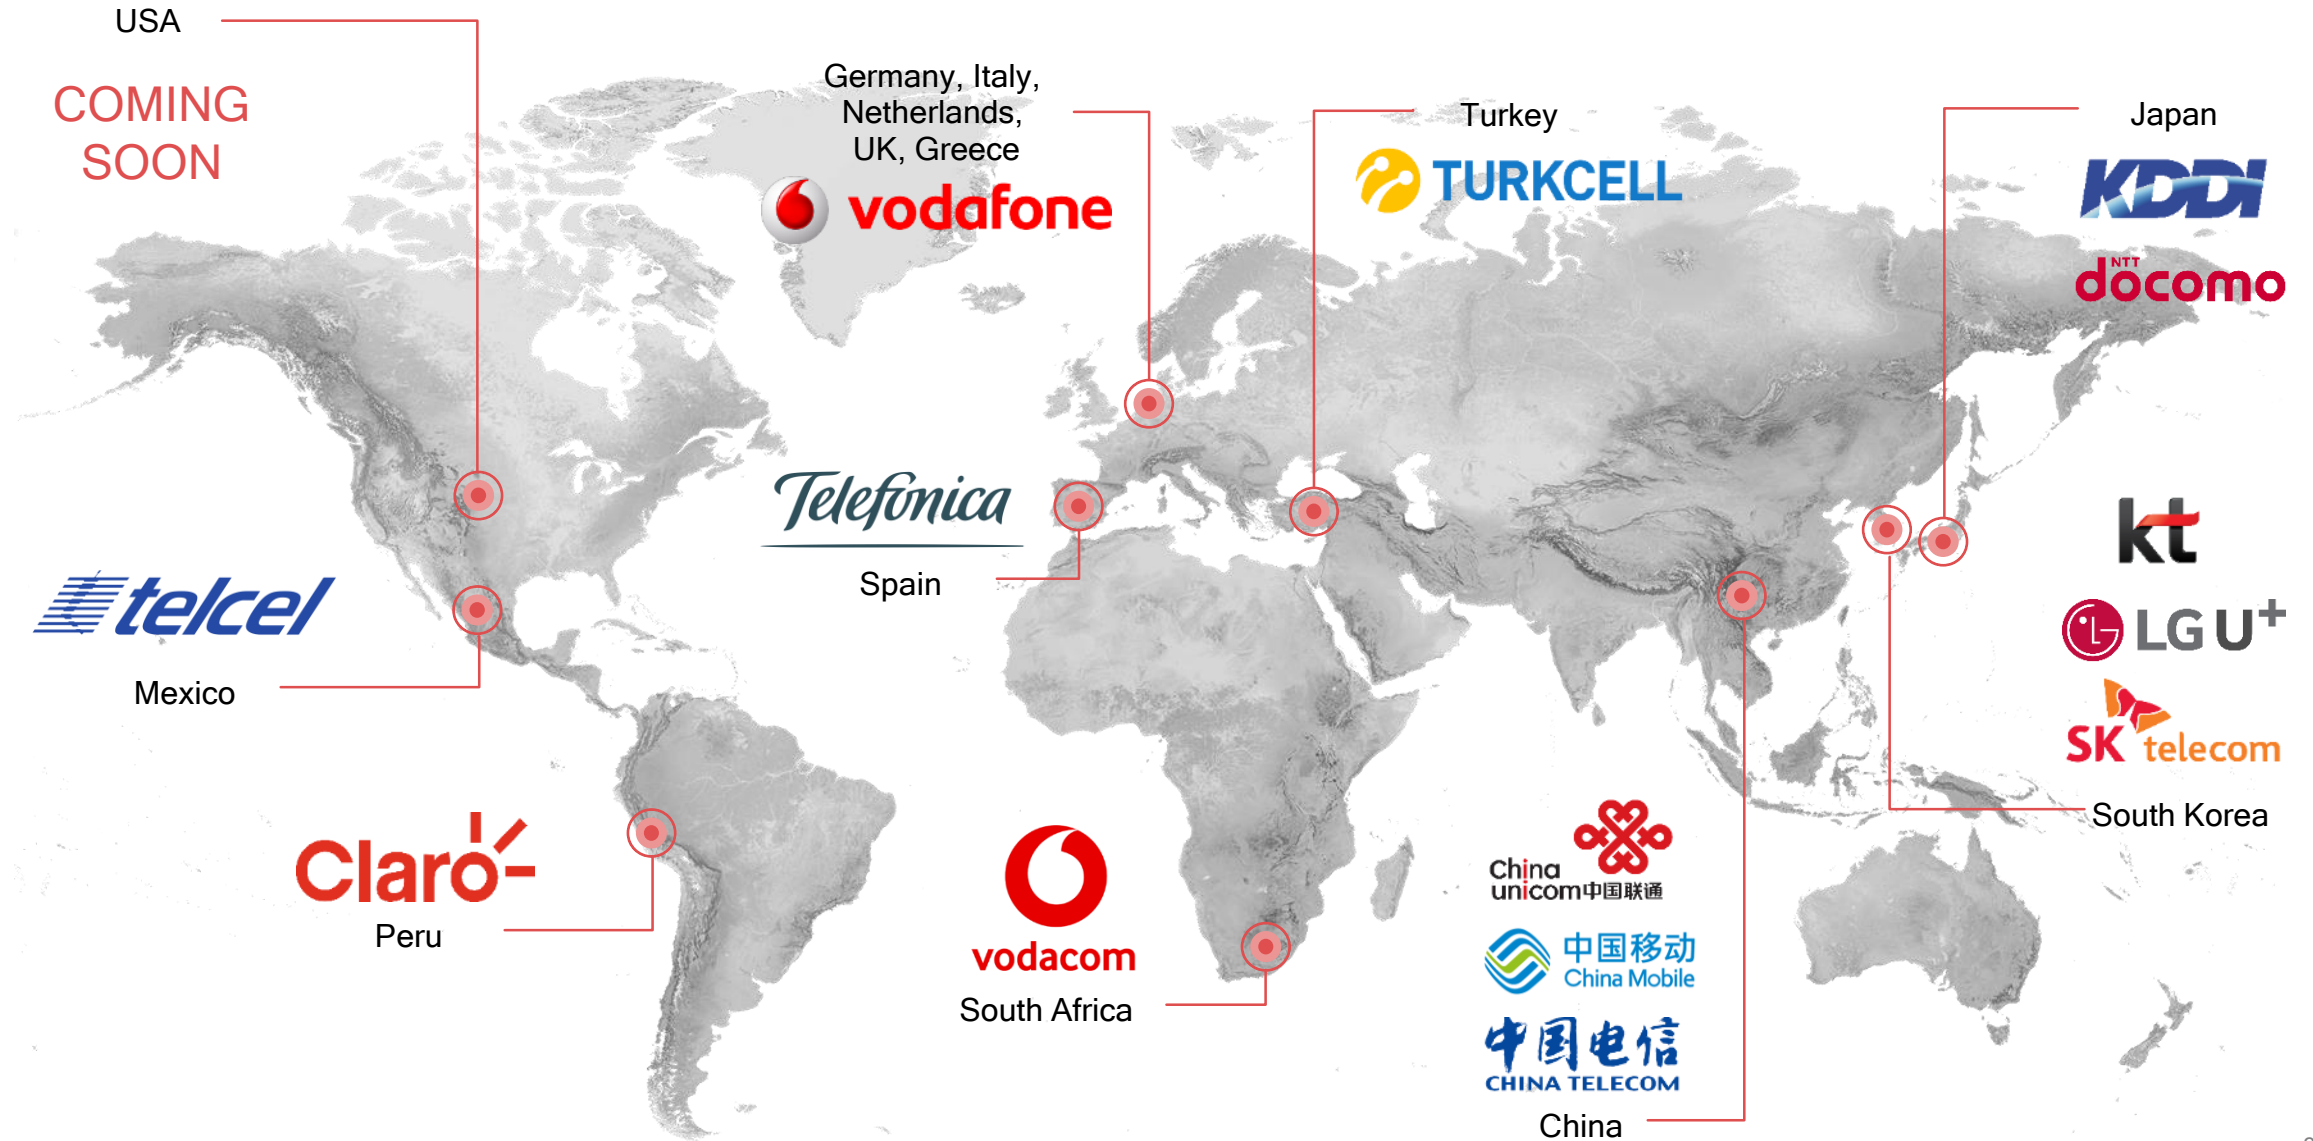 USA
COMING
SOON
Germany, Italy,
Netherlands,
UK, Greece
vodafone
Turkey
TURKCELL
Japan
KDDI
NTT
döcomo
Telefónica
Spain
telcel
Mexico
kt
LG U+
SK telecom
South Korea
Claro
Peru
vodacom
South Africa
China
unicom中国联通
中国移动
China Mobile
中国电信
CHINA TELECOM
China